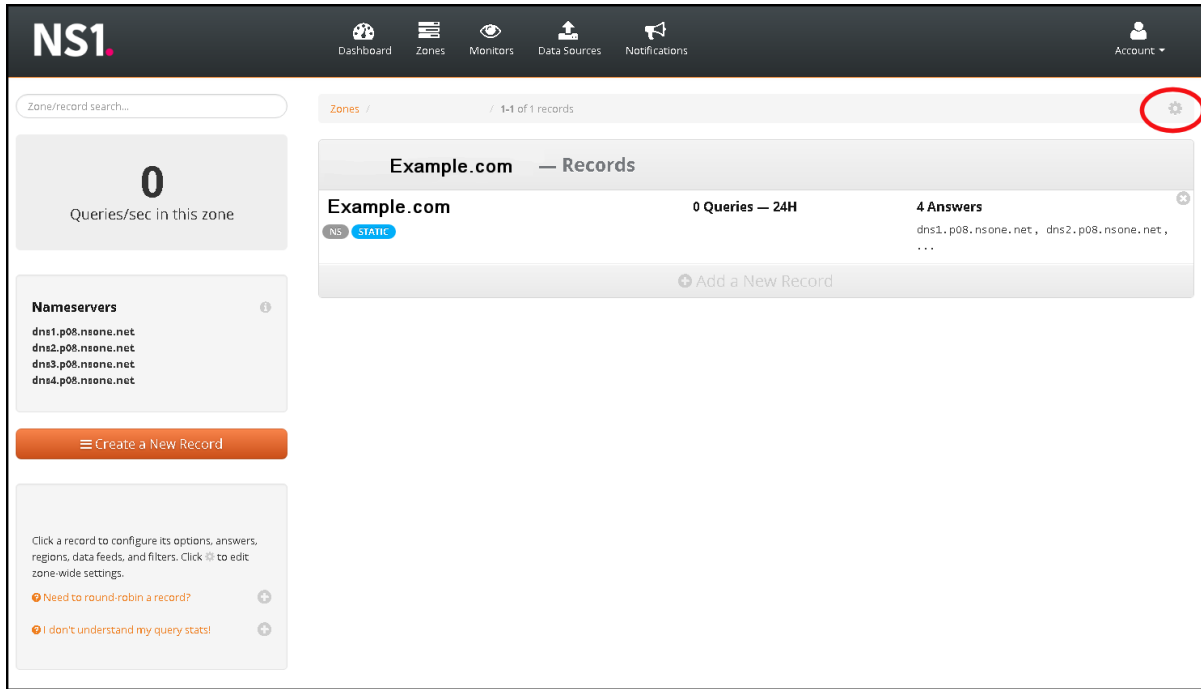 NS1.
Dashboard
Zones
Monitors
Data Sources
Notifications
Account
Zone/record search...
Zones / / 1-1 of 1 records
0
Queries/sec in this zone
Example.com — Records
Example.com
NS STATIC
0 Queries — 24H
4 Answers
dns1.p08.nsone.net, dns2.p08.nsone.net,
...
Add a New Record
Nameservers
dns1.p08.nsone.net
dns2.p08.nsone.net
dns3.p08.nsone.net
dns4.p08.nsone.net
Create a New Record
Click a record to configure its options, answers,
regions, data feeds, and filters. Click to edit
zone-wide settings.
Need to round-robin a record?
I don't understand my query stats!